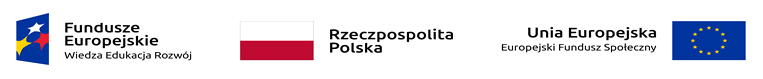 Fundusze
Europejskie
Wiedza Edukacja Rozwój
Rzeczpospolita
Polska
Unia Europejska
Europejski Fundusz Społeczny